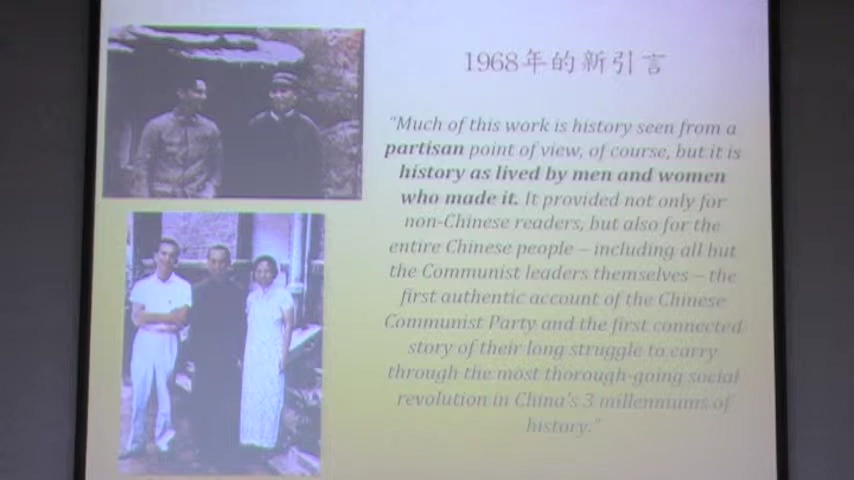 1968年的新引言
"Much of this work is history seen from a
partisan point of view, of course, but it is
history as lived by men and women
who made it. It provided not only for
non-Chinese readers, but also for the
entire Chinese people – including all but
the Communist leaders themselves – the
first authentic account of the Chinese
Communist Party and the first connected
story of their long struggle to carry
through the most thorough-going social
revolution in China's 3 millenniums of
history."